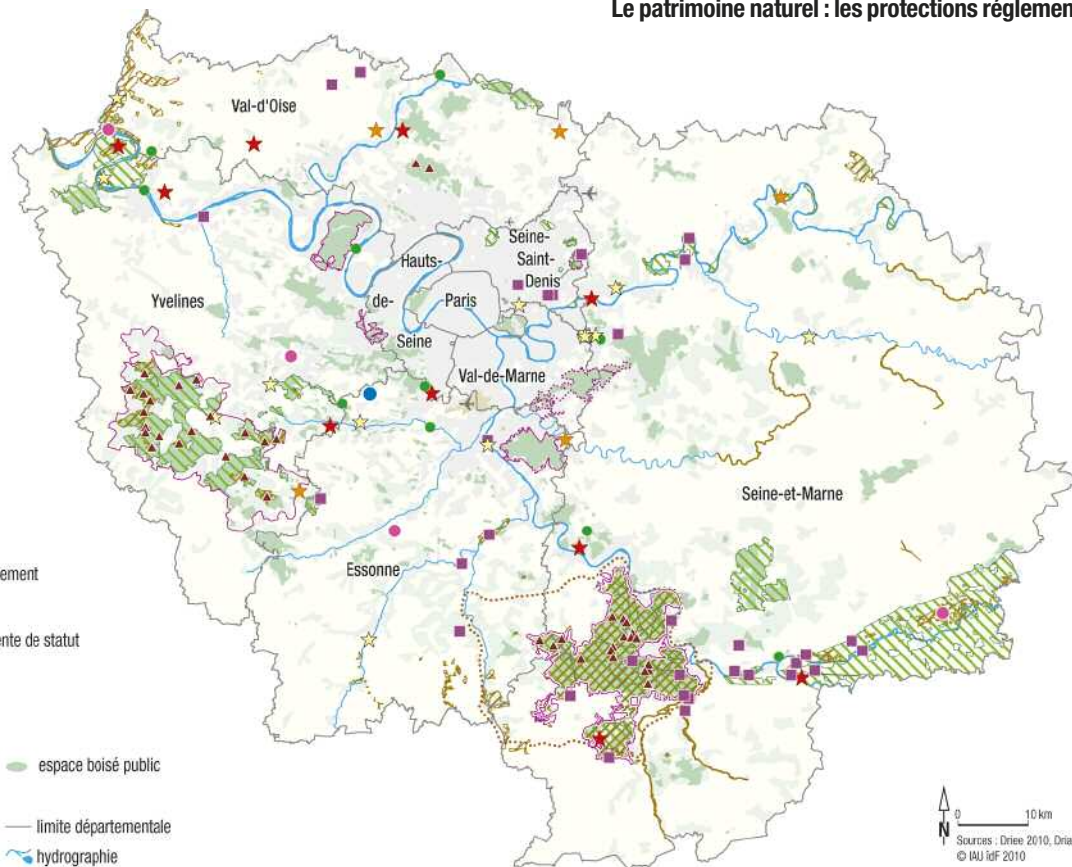 Le patrimoine naturel : les protections réglemen
Val-d'Oise
Seine-
Saint-
Denis
Hauts-
de-
Seine
Paris
Yvelines
Val-de-Marne
Seine-et-Marne
Essonne
ement
nte de statut
espace boisé public
limite départementale
hydrographie
N
0 10 km
Sources : Driee 2010, Dria
© IAU îdF 2010